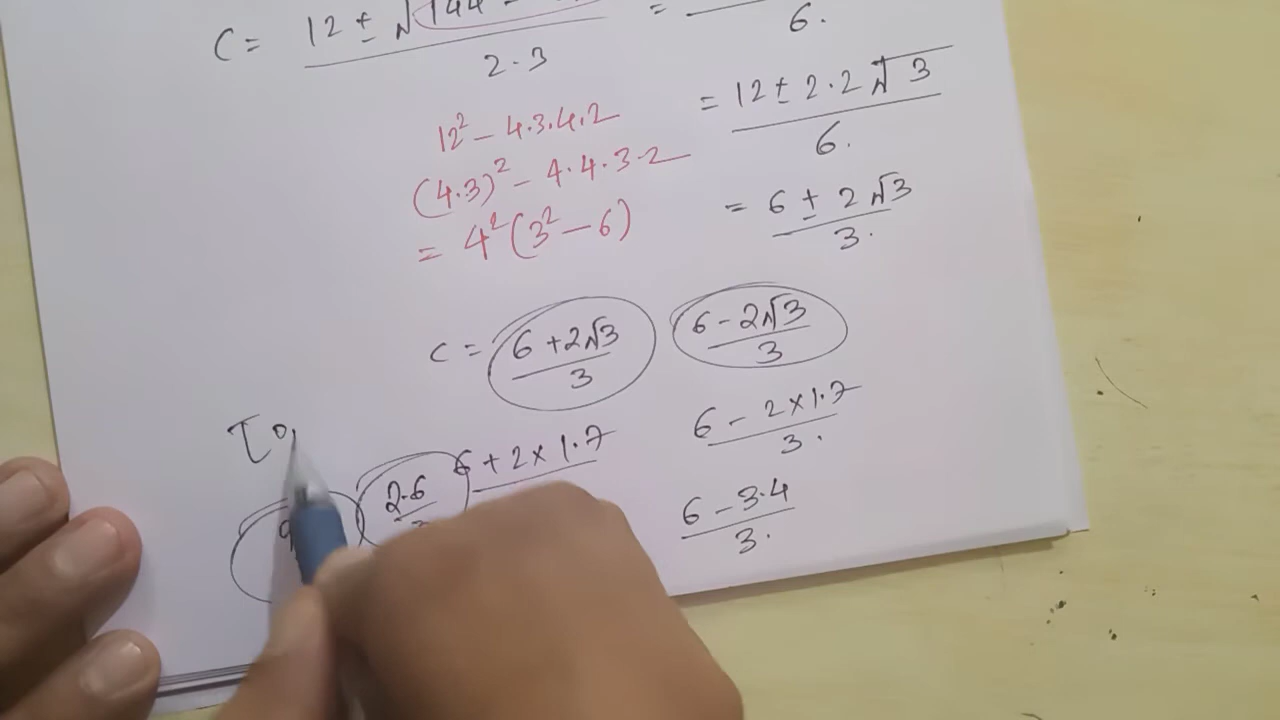 C = 12 ± √144 -
2.3
= 6.
12² - 4.3.4.2
= 12 ± 2.2 √3
6.
(4.3)² - 4.4.3.2
= 6 ± 2√3
3.
= 4² (3² - 6)
c = 6 + 2√3
3
6 - 2√3
3
6 - 2 × 1.7
3.
[0,
2.6
6 + 2 × 1.7
6 - 3.4
3.
9